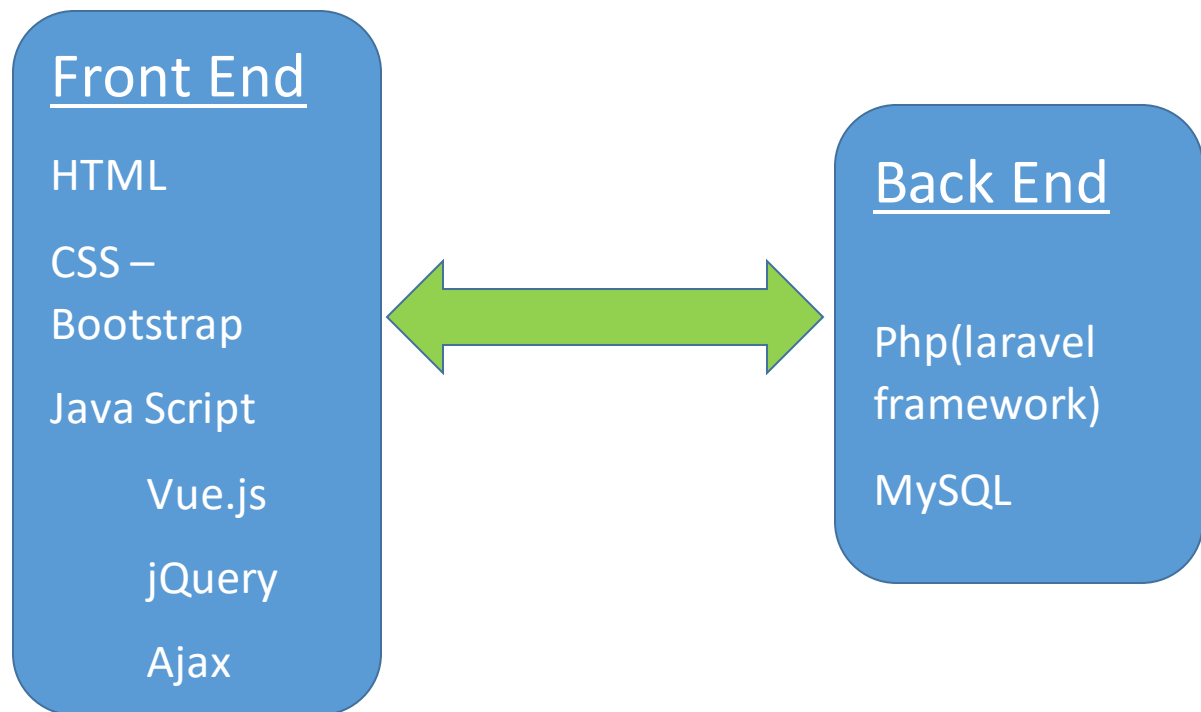 Front End
HTML
CSS –
Bootstrap
Java Script
Vue.js
jQuery
Ajax
Back End
Php(laravel
framework)
MySQL